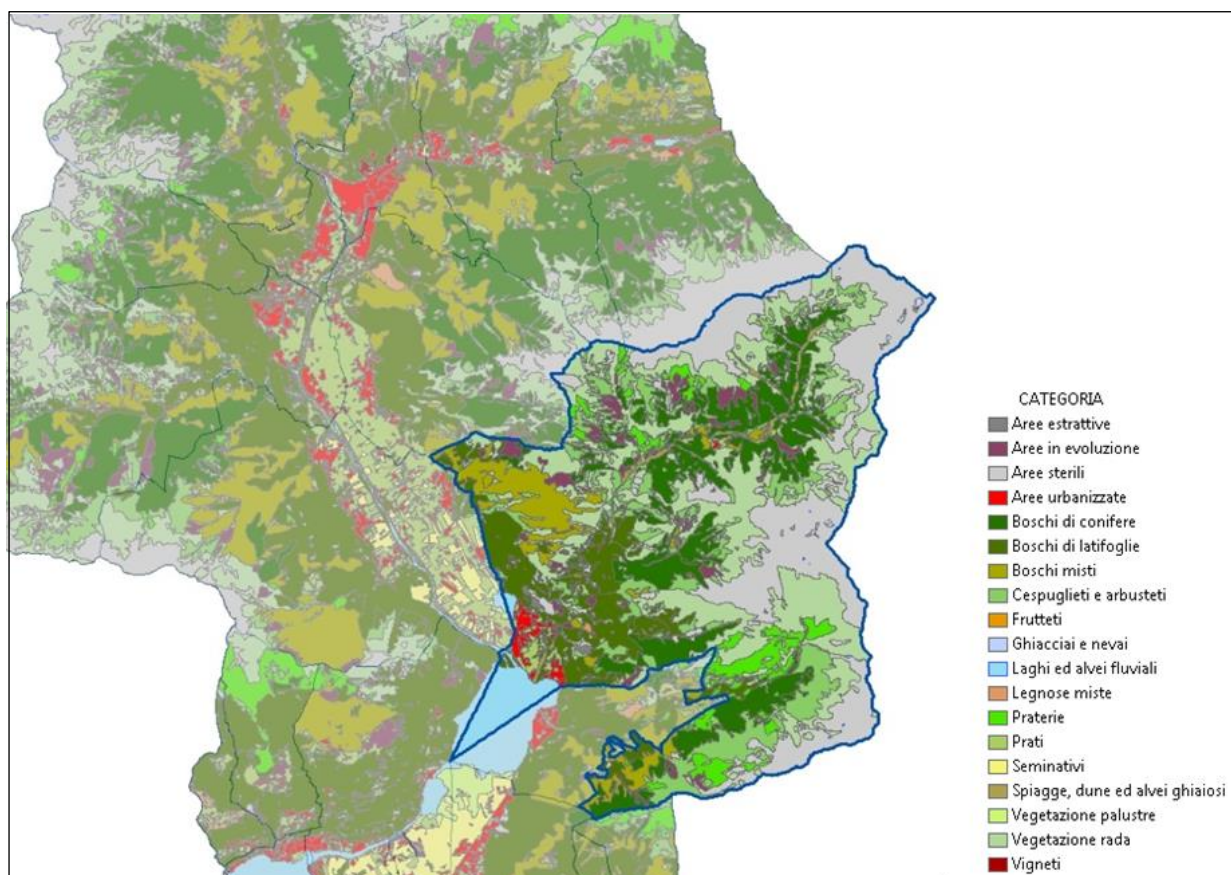 CATEGORIA
Aree estrattive
Aree in evoluzione
Aree sterili
Aree urbanizzate
Boschi di conifere
Boschi di latifoglie
Boschi misti
Cespuglieti e arbusteti
Frutteti
Ghiacciai e nevai
Laghi ed alvei fluviali
Legnose miste
Praterie
Prati
Seminativi
Spiagge, dune ed alvei ghiaiosi
Vegetazione palustre
Vegetazione rada
Vigneti